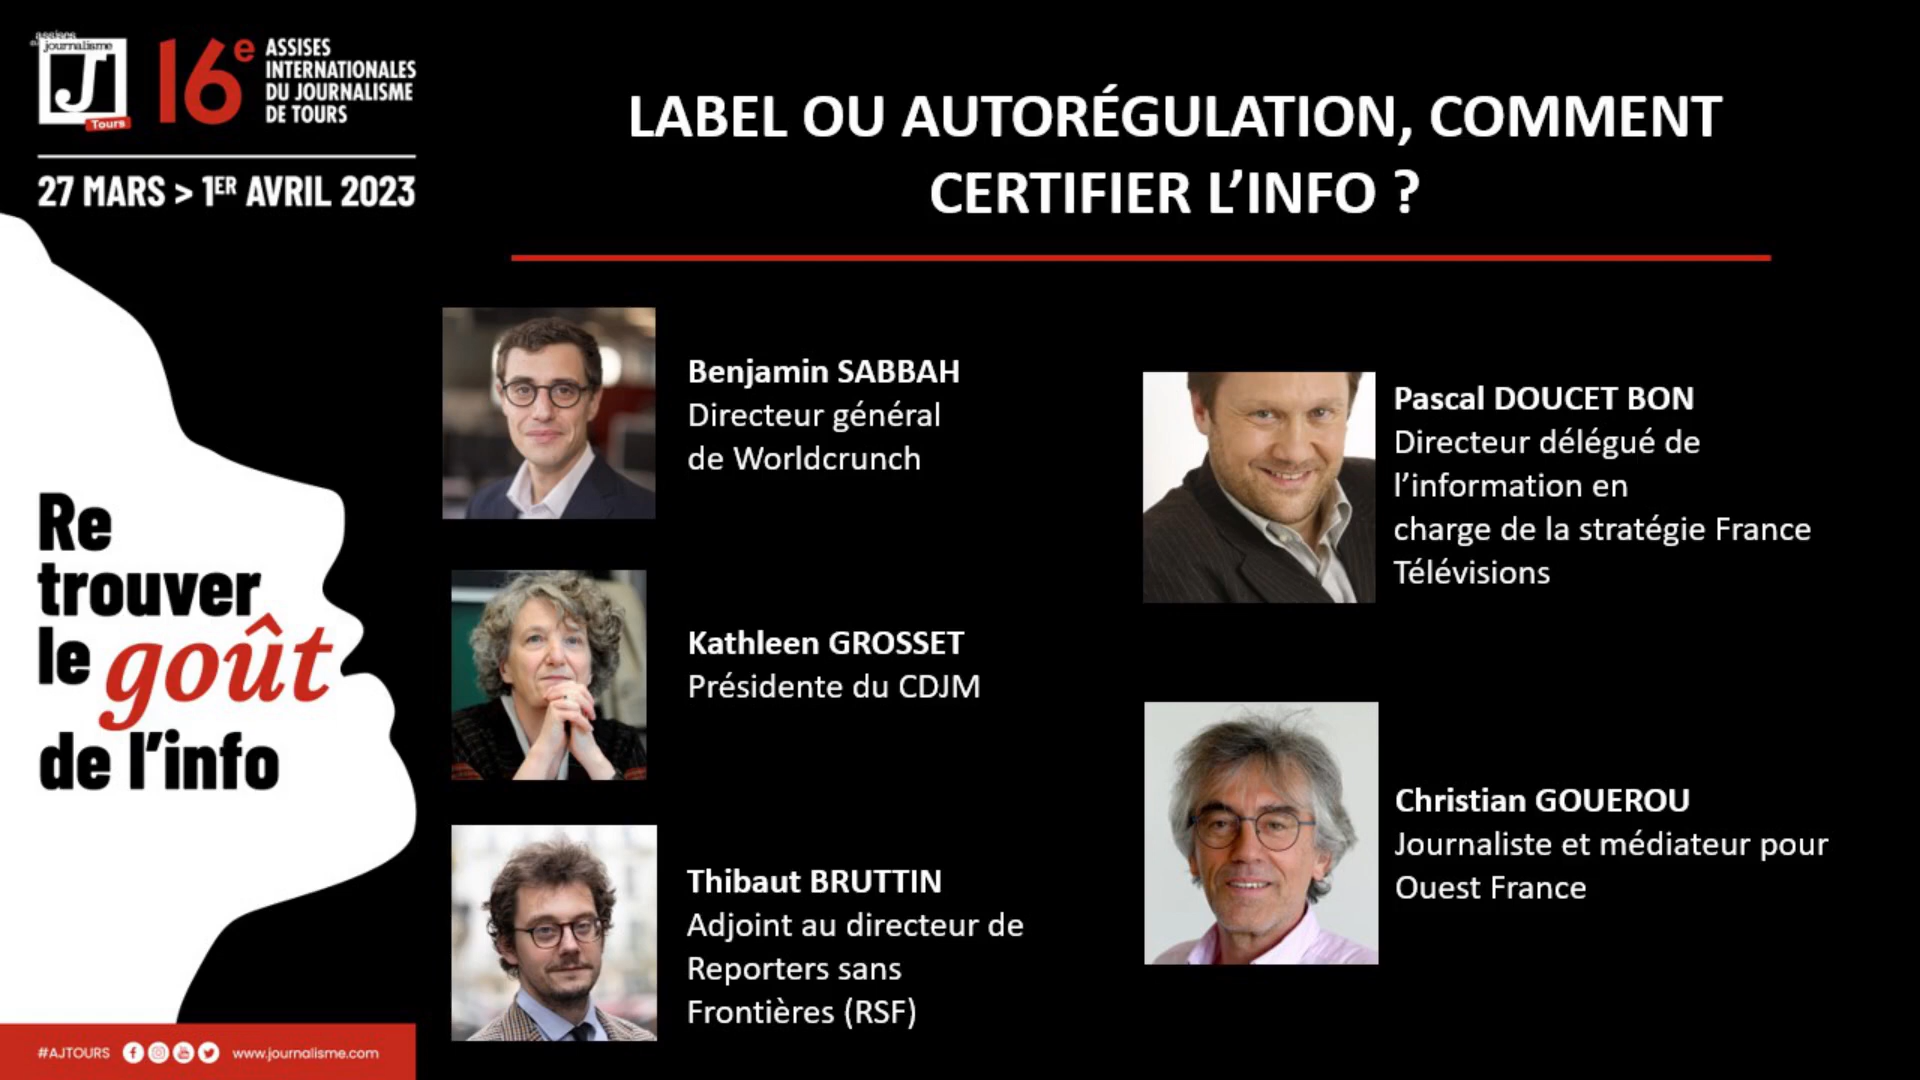 assises
journalisme
J
Tours
16e
ASSISES
INTERNATIONALES
DU JOURNALISME
DE TOURS
27 MARS > 1ER AVRIL 2023
Re
trouver
le goût
de l'info
#AJTOURS
www.journalisme.com
LABEL OU AUTORÉGULATION, COMMENT
CERTIFIER L’INFO ?
Benjamin SABBAH
Directeur général
de Worldcrunch
Kathleen GROSSET
Présidente du CDJM
Thibaut BRUTTIN
Adjoint au directeur de
Reporters sans
Frontières (RSF)
Pascal DOUCET BON
Directeur délégué de
l’information en
charge de la stratégie France
Télévisions
Christian GOUEROU
Journaliste et médiateur pour
Ouest France